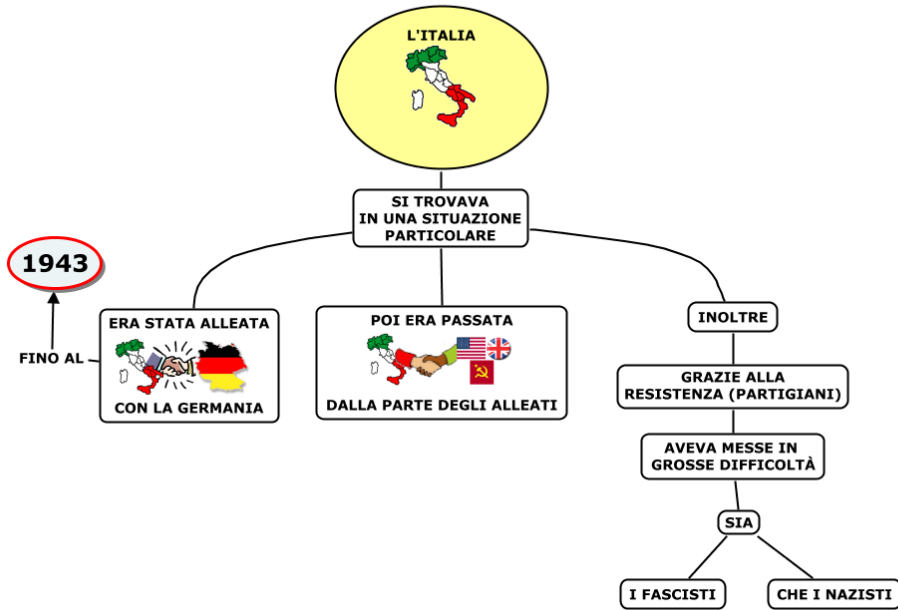 L'ITALIA
SI TROVAVA
IN UNA SITUAZIONE
PARTICOLARE
1943
FINO AL
ERA STATA ALLEATA
CON LA GERMANIA
POI ERA PASSATA
DALLA PARTE DEGLI ALLEATI
INOLTRE
GRAZIE ALLA
RESISTENZA (PARTIGIANI)
AVEVA MESSE IN
GROSSE DIFFICOLTÀ
SIA
I FASCISTI
CHE I NAZISTI